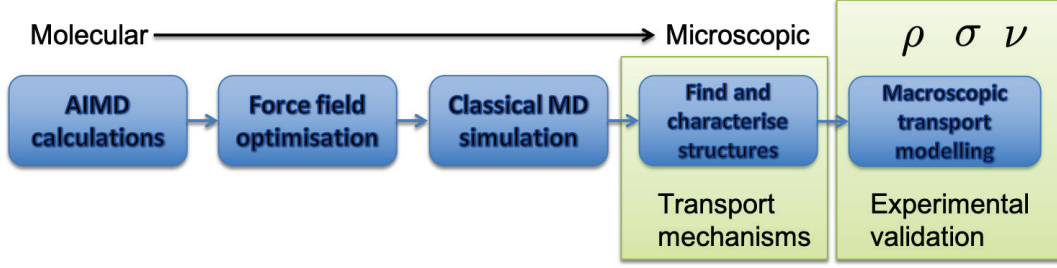 Molecular
Microscopic
ρ σ ν
AIMD
calculations
Force field
optimisation
Classical MD
simulation
Find and
characterise
structures
Macroscopic
transport
modelling
Transport
mechanisms
Experimental
validation